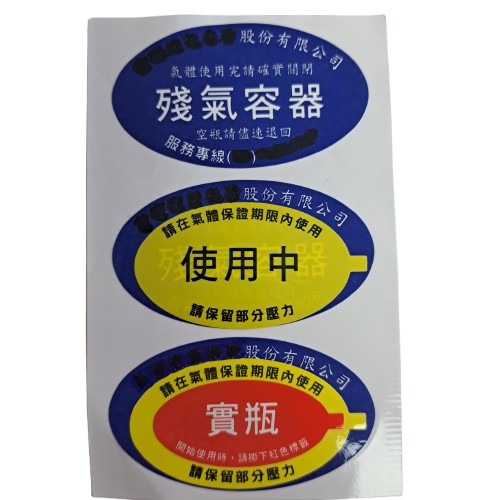 股份有限公司
氣體使用完請確實關閉
殘氣容器
空瓶請儘速退回
服務專線(
股份有限公司
請在氣體保證期限內使用
殘氣容器
使用中
請保留部分壓力
股份有限公司
請在氣體保證期限內使用
實瓶
開始使用時，請撕下紅色標籤
請保留部分壓力